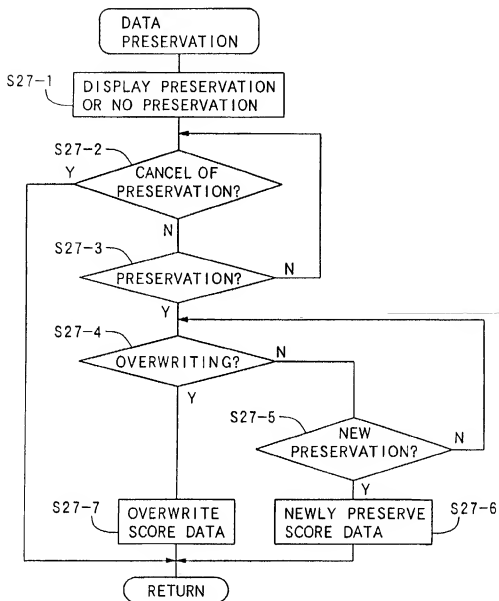 DATA
PRESERVATION
S27-1
DISPLAY PRESERVATION
OR NO PRESERVATION
S27-2
Y
CANCEL OF
PRESERVATION?
N
S27-3
PRESERVATION?
N
Y
S27-4
OVERWRITING?
N
Y
S27-5
NEW
PRESERVATION?
N
Y
S27-7
OVERWRITE
SCORE DATA
NEWLY PRESERVE
SCORE DATA
S27-6
RETURN